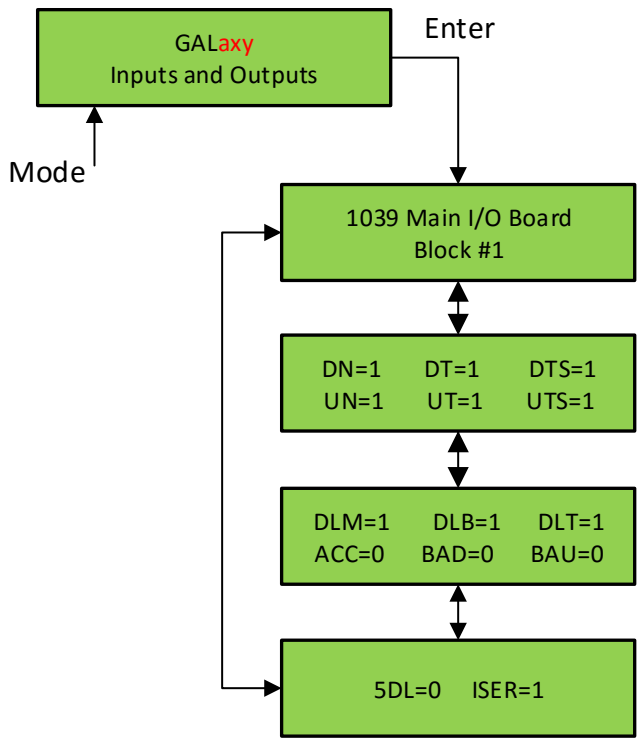 GALaxy
Inputs and Outputs
Enter
Mode
1039 Main I/O Board
Block #1
DN=1 DT=1 DTS=1
UN=1 UT=1 UTS=1
DLM=1 DLB=1 DLT=1
ACC=0 BAD=0 BAU=0
5DL=0 ISER=1